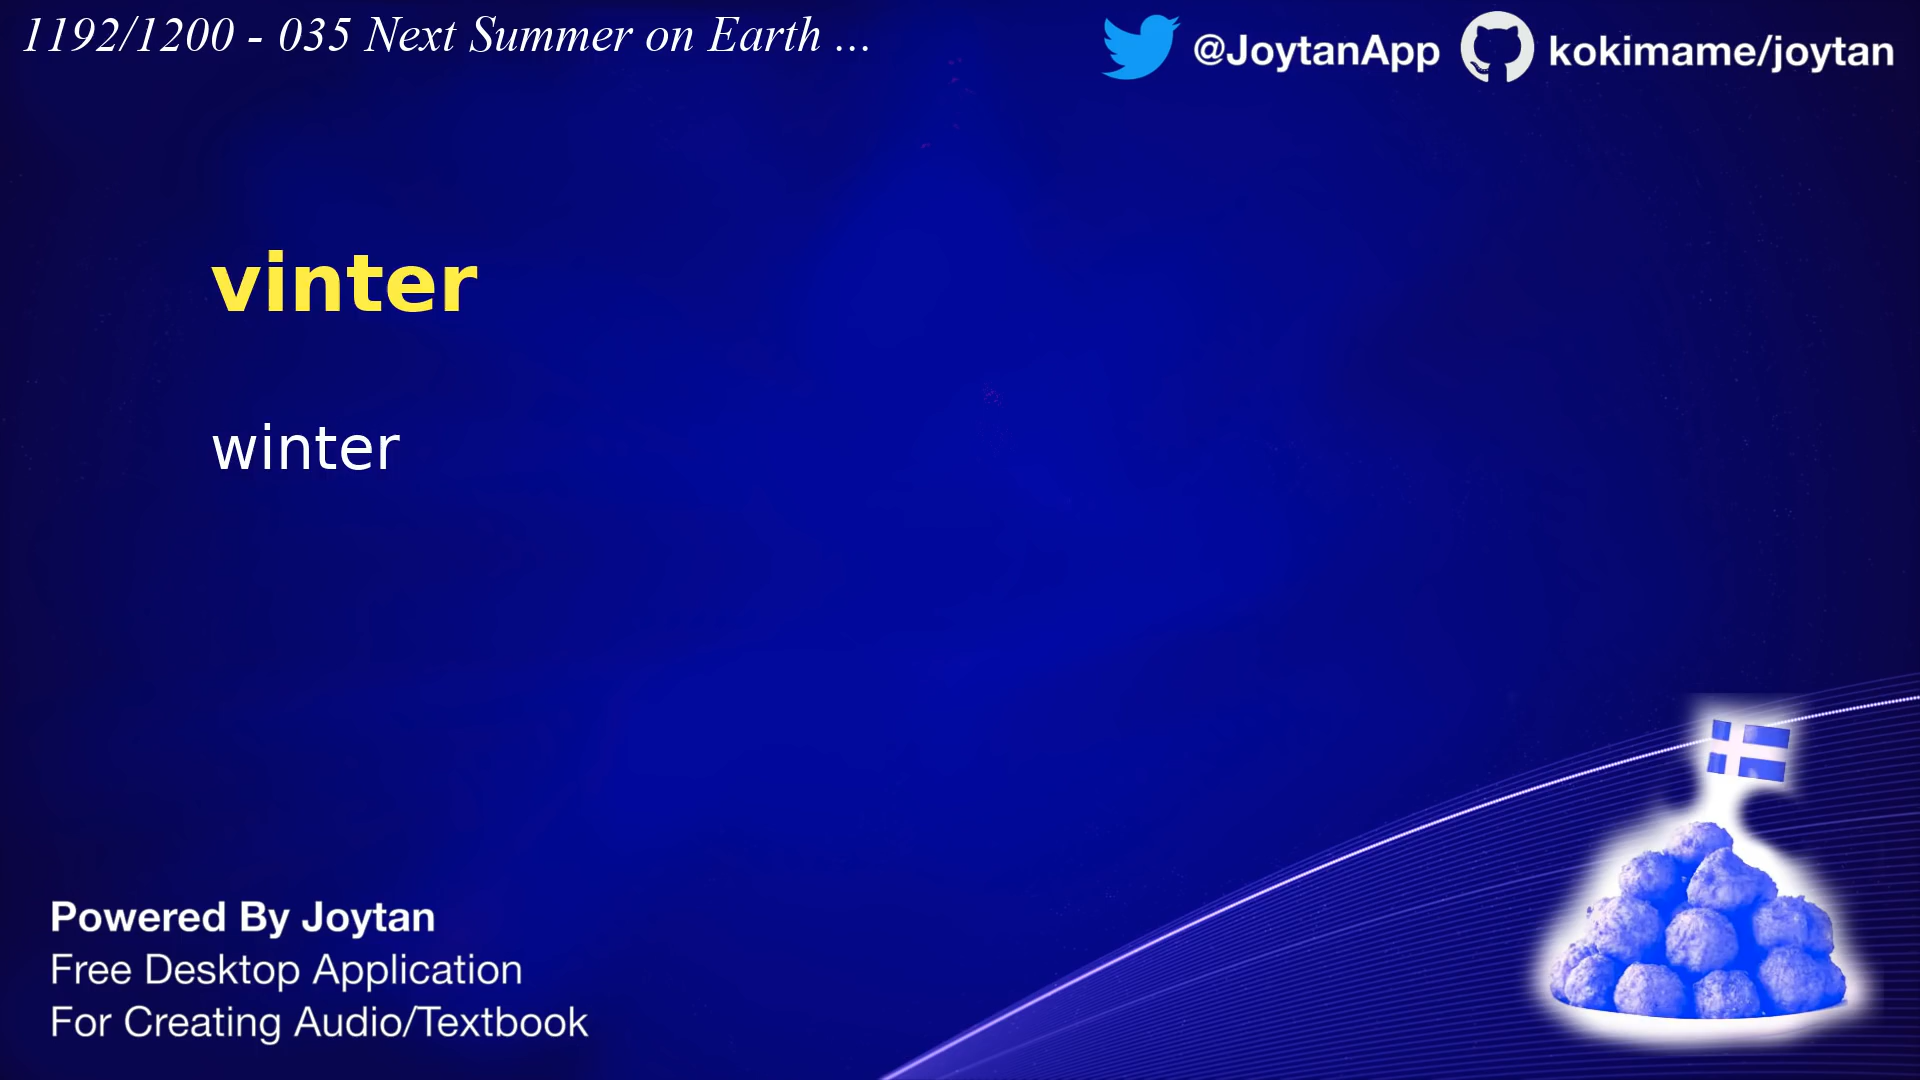 1192/1200 - 035 Next Summer on Earth ...
@JoytanApp
kokimame/joytan
vinter
winter
Powered By Joytan
Free Desktop Application
For Creating Audio/Textbook